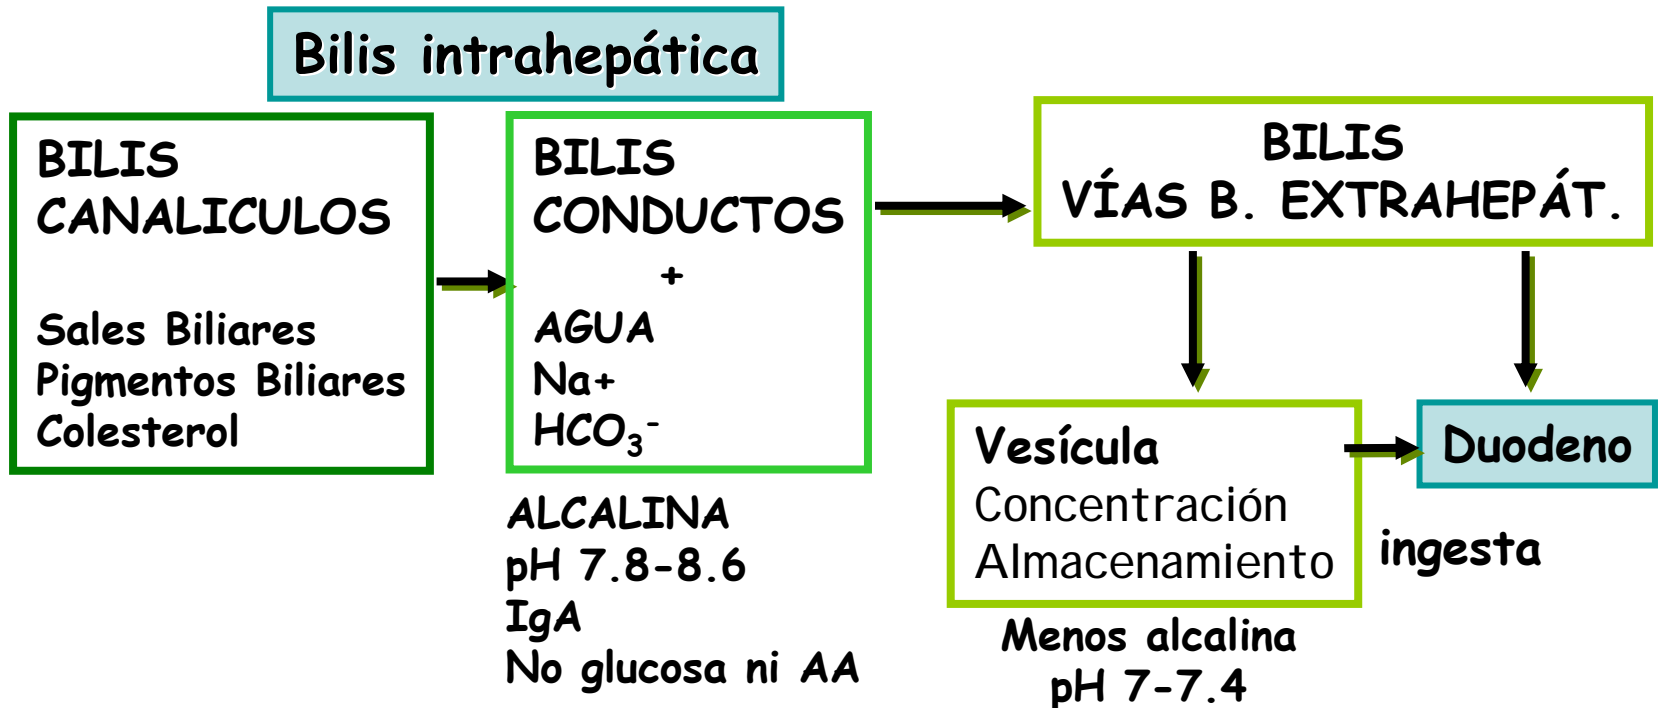 Bilis intrahepática
BILIS
CANALICULOS
Sales Biliares
Pigmentos Biliares
Colesterol
BILIS
CONDUCTOS
+
AGUA
Na+
HCO₃⁻
ALCALINA
pH 7.8-8.6
IgA
No glucosa ni AA
BILIS
VÍAS B. EXTRAHEPÁT.
Vesícula
Concentración
Almacenamiento
Menos alcalina
pH 7-7.4
Duodeno
ingesta